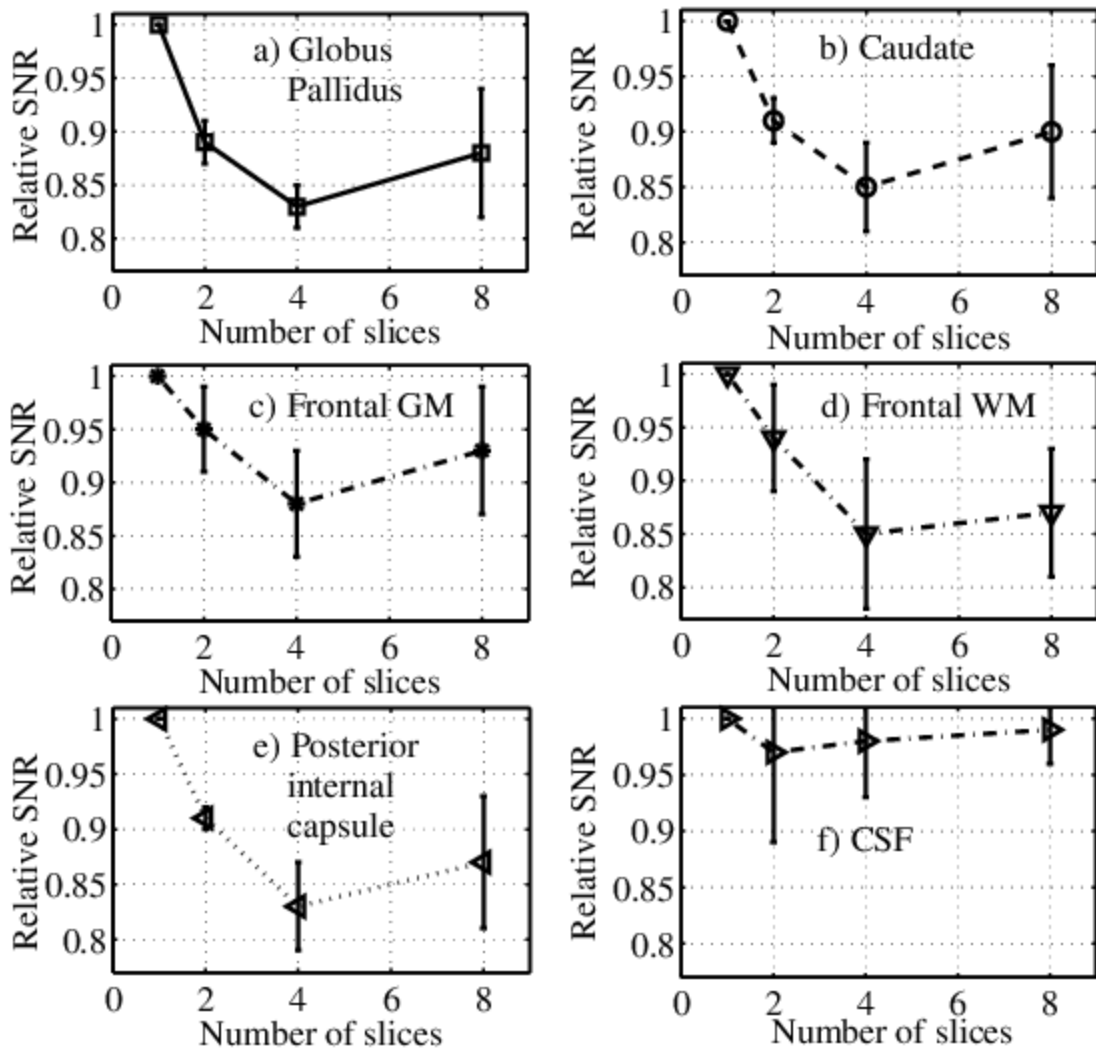 a) Globus
Pallidus
Relative SNR
1
0.95
0.9
0.85
0.8
0 2 4 6 8
Number of slices
b) Caudate
Relative SNR
1
0.95
0.9
0.85
0.8
0 2 4 6 8
Number of slices
c) Frontal GM
Relative SNR
1
0.95
0.9
0.85
0.8
0 2 4 6 8
Number of slices
d) Frontal WM
Relative SNR
1
0.95
0.9
0.85
0.8
0 2 4 6 8
Number of slices
e) Posterior
internal
capsule
Relative SNR
1
0.95
0.9
0.85
0.8
0 2 4 6 8
Number of slices
f) CSF
Relative SNR
1
0.95
0.9
0.85
0.8
0 2 4 6 8
Number of slices